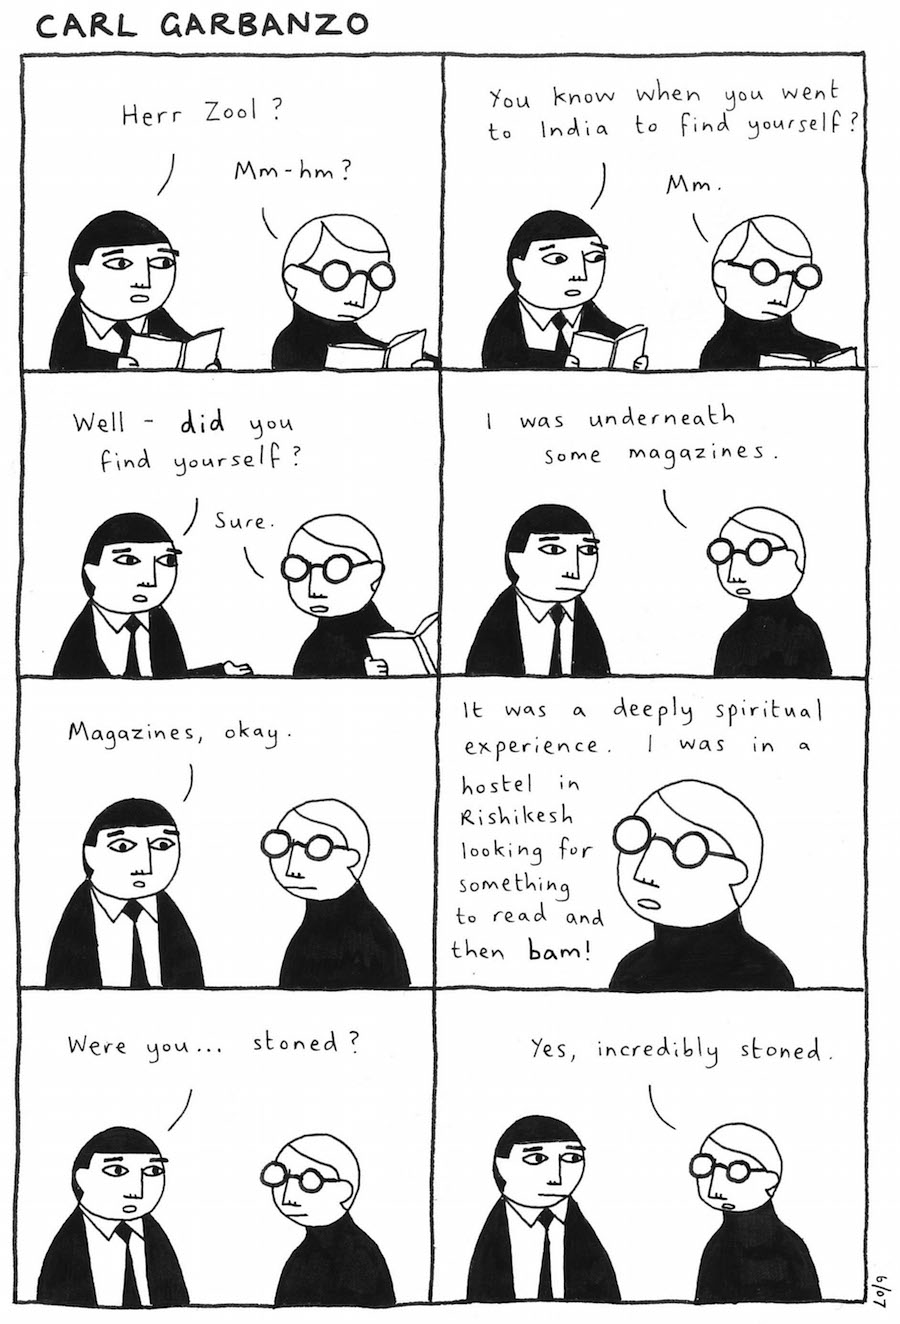 CARL GARBANZO
Herr Zool?
Mm-hm?
You know when you went
to India to find yourself?
Mm.
Well - did you
find yourself?
Sure.
I was underneath
some magazines.
Magazines, okay.
It was a deeply spiritual
experience. I was in a
hostel in
Rishikesh
looking for
something
to read and
then bam!
Were you... stoned?
Yes, incredibly stoned.
6/07